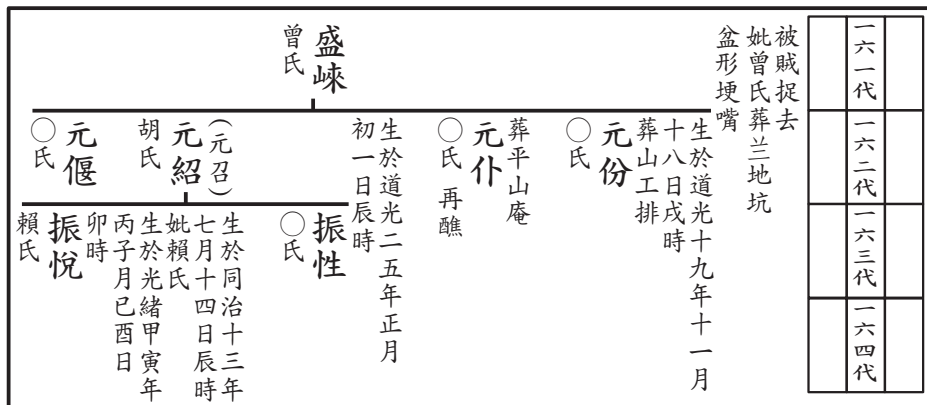 一六一代
一六二代
一六三代
一六四代
被賊捉去
妣曾氏葬兰地坑
盆形埂嘴
盛崍
曾氏
生於道光十九年十一月
十八日戌時
葬山工排
元份
〇氏
葬平山庵
元仆
〇氏 再醮
生於道光二五年正月
初一日辰時
(元召)
元紹
胡氏
元偃
〇氏
振性
〇氏
生於同治十三年
七月十四日辰時
妣賴氏
生於光緒甲寅年
丙子月已酉日
卯時
振悅
賴氏